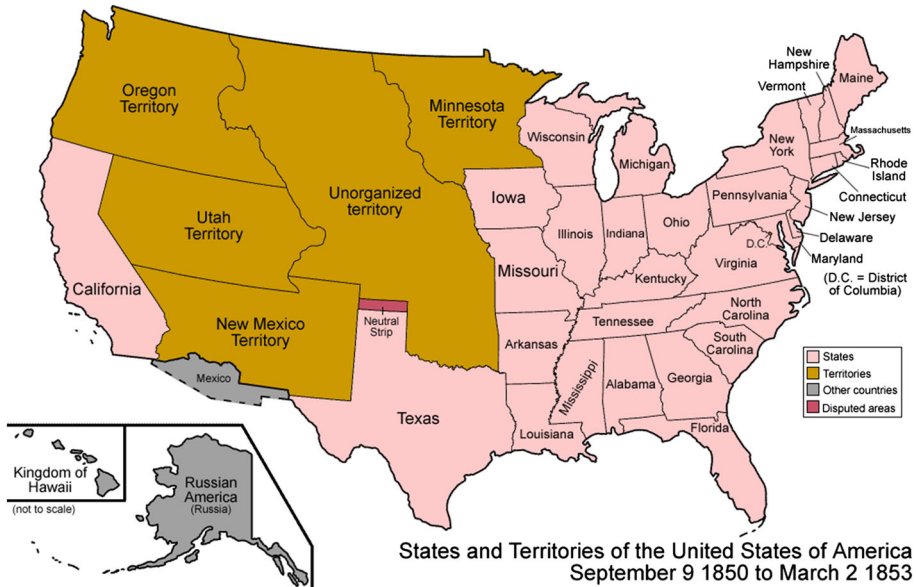 New
Hampshire
Maine
Vermont
Oregon
Territory
Minnesota
Territory
Wisconsin
Michigan
New
York
Massachusetts
Rhode
Island
Connecticut
Unorganized
territory
Iowa
Pennsylvania
New Jersey
Utah
Territory
Illinois
Indiana
Ohio
D.C.
Delaware
Maryland
(D.C. = District
of Columbia)
California
Missouri
Kentucky
Virginia
New Mexico
Territory
Neutral
Strip
Tennessee
North
Carolina
Arkansas
South
Carolina
Mexico
Mississippi
Alabama
Georgia
States
Territories
Other countries
Disputed areas
Texas
Louisiana
Florida
Kingdom of
Hawaii
(not to scale)
Russian
America
(Russia)
States and Territories of the United States of America
September 9 1850 to March 2 1853